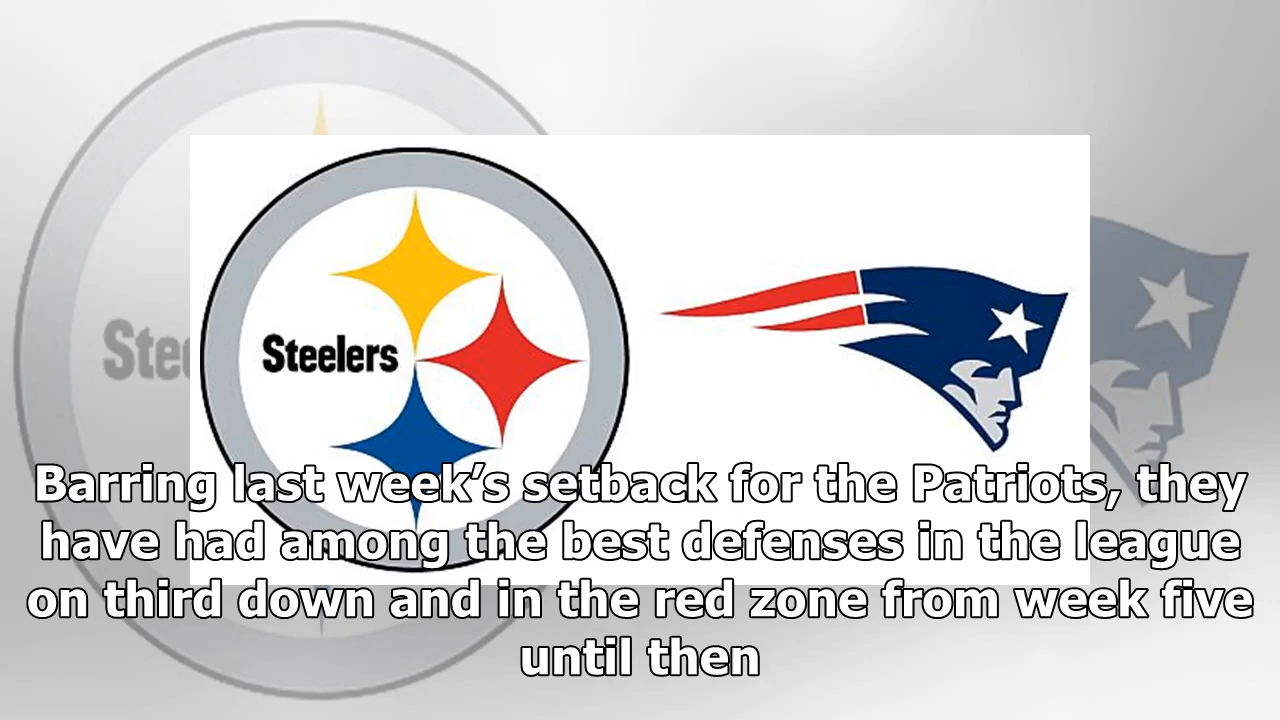 Steelers
Stee
Barring last week’s setback for the Patriots, they
have had among the best defenses in the league
on third down and in the red zone from week five
until then